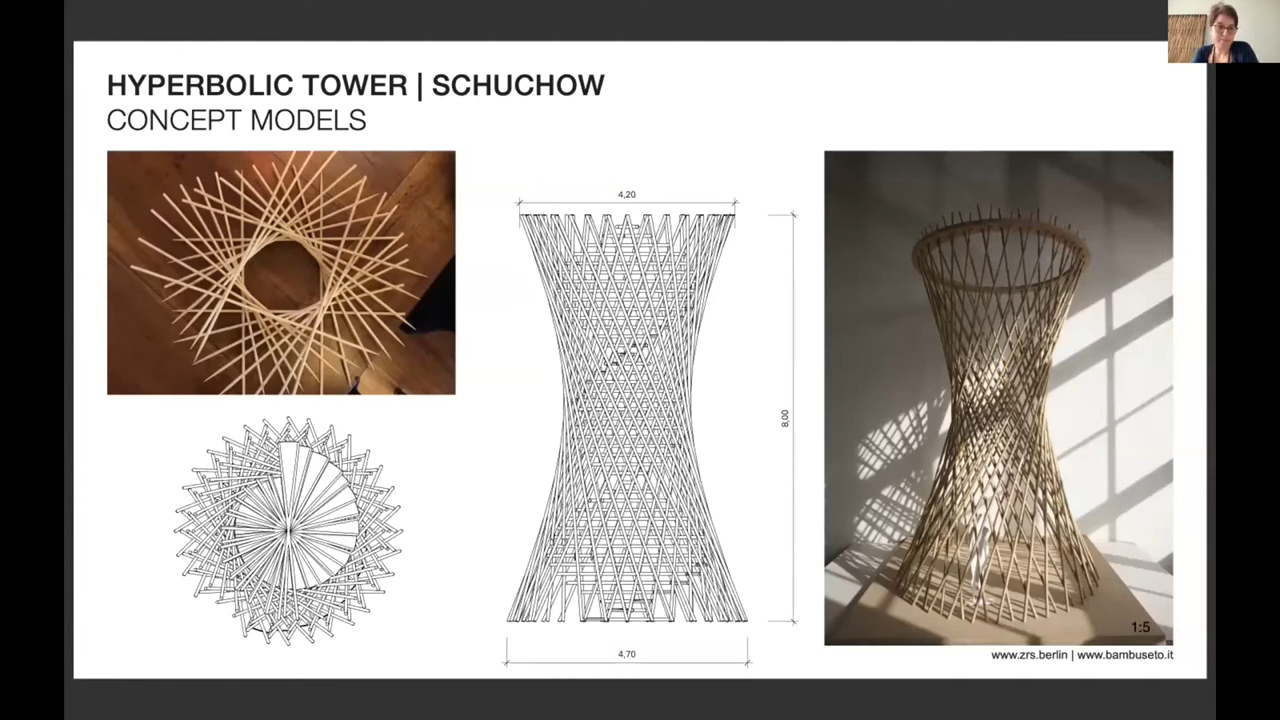 HYPERBOLIC TOWER | SCHUCHOW
CONCEPT MODELS
4,20
8,00
4,70
1:5
www.zrs.berlin | www.bambuseto.it